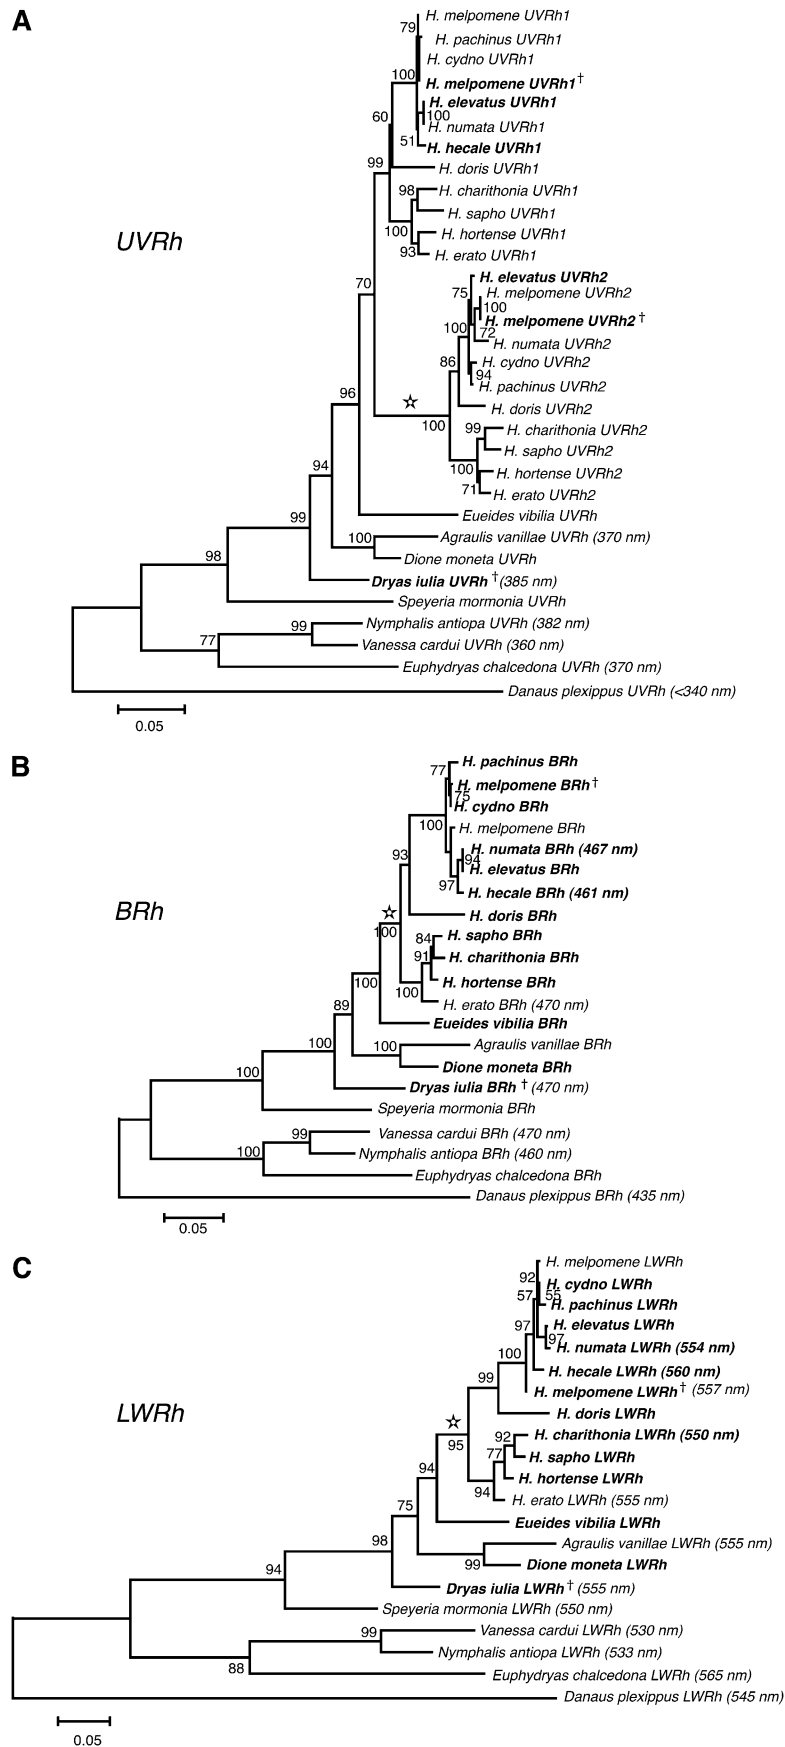 A
79
H. melpomene UVRh1
H. pachinus UVRh1
H. cydno UVRh1
100
H. melpomene UVRh1†
H. elevatus UVRh1
100
60
H. numata UVRh1
51
H. hecale UVRh1
99
H. doris UVRh1
98
H. charithonia UVRh1
H. sapho UVRh1
100
H. hortense UVRh1
UVRh
93
H. erato UVRh1
70
H. elevatus UVRh2
75
H. melpomene UVRh2
100
H. melpomene UVRh2 †
100
72
H. numata UVRh2
86
H. cydno UVRh2
94
H. pachinus UVRh2
96
☆
H. doris UVRh2
100
99
H. charithonia UVRh2
H. sapho UVRh2
94
100
H. hortense UVRh2
71
H. erato UVRh2
99
Eueides vibilia UVRh
100
Agraulis vanillae UVRh (370 nm)
98
Dione moneta UVRh
Dryas iulia UVRh † (385 nm)
Speyeria mormonia UVRh
99
Nymphalis antiopa UVRh (382 nm)
77
Vanessa cardui UVRh (360 nm)
Euphydryas chalcedona UVRh (370 nm)
Danaus plexippus UVRh (<340 nm)
0.05
B
H. pachinus BRh
77
H. melpomene BRh†
75
H. cydno BRh
100
H. melpomene BRh
H. numata BRh (467 nm)
93
94
H. elevatus BRh
97
H. hecale BRh (461 nm)
BRh
☆
H. doris BRh
100
84
H. sapho BRh
91
H. charithonia BRh
100
H. hortense BRh
100
H. erato BRh (470 nm)
89
Eueides vibilia BRh
100
100
Agraulis vanillae BRh
100
Dione moneta BRh
Dryas iulia BRh † (470 nm)
Speyeria mormonia BRh
99
Vanessa cardui BRh (470 nm)
100
Nymphalis antiopa BRh (460 nm)
Euphydryas chalcedona BRh
Danaus plexippus BRh (435 nm)
0.05
C
H. melpomene LWRh
92
H. cydno LWRh
57
55
H. pachinus LWRh
97
H. elevatus LWRh
97
H. numata LWRh (554 nm)
100
H. hecale LWRh (560 nm)
99
H. melpomene LWRh† (557 nm)
LWRh
H. doris LWRh
☆
95
92
H. charithonia LWRh (550 nm)
77
H. sapho LWRh
94
H. hortense LWRh
94
H. erato LWRh (555 nm)
75
Eueides vibilia LWRh
98
Agraulis vanillae LWRh (555 nm)
99
Dione moneta LWRh
94
Dryas iulia LWRh† (555 nm)
Speyeria mormonia LWRh (550 nm)
99
Vanessa cardui LWRh (530 nm)
Nymphalis antiopa LWRh (533 nm)
88
Euphydryas chalcedona LWRh (565 nm)
Danaus plexippus LWRh (545 nm)
0.05